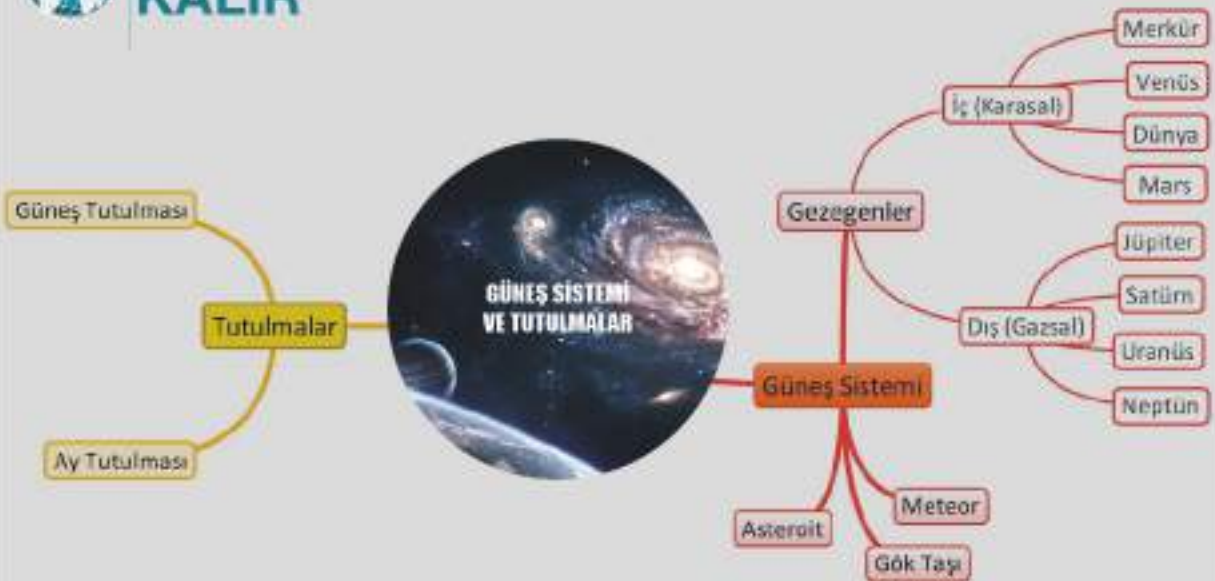 KALIR
Merkür
Venüs
İç (Karasal)
Dünya
Mars
Güneş Tutulması
Gezegenler
Jüpiter
GÜNEŞ SİSTEMİ
VE TUTULMALAR
Satürn
Tutulmalar
Dış (Gazsal)
Uranüs
Güneş Sistemi
Neptün
Ay Tutulması
Meteor
Asteroit
Gök Taşı